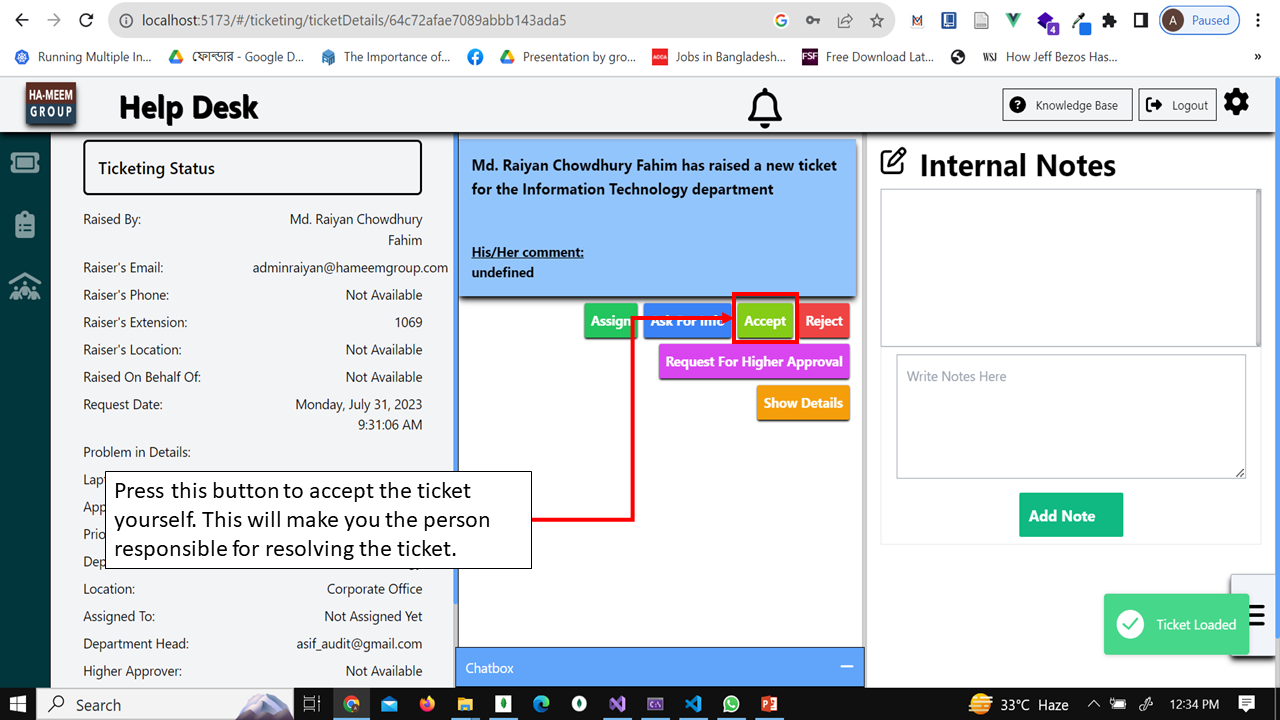 localhost:5173/#/ticketing/ticketDetails/64c72afae7089abbb143ada5
4
A
Paused
Running Multiple In...
ফোল্ডার - Google D...
The Importance of...
Presentation by gro...
ACCA
Jobs in Bangladesh...
FSF
Free Download Lat...
WSJ
How Jeff Bezos Has...
»
HA-MEEM
GROUP
Help Desk
Knowledge Base
Logout
Ticketing Status
Raised By: Md. Raiyan Chowdhury
Fahim
Raiser's Email: adminraiyan@hameemgroup.com
Raiser's Phone: Not Available
Raiser's Extension: 1069
Raiser's Location: Not Available
Raised On Behalf Of: Not Available
Request Date: Monday, July 31, 2023
9:31:06 AM
Problem in Details:
Location: Corporate Office
Assigned To: Not Assigned Yet
Department Head: asif_audit@gmail.com
Higher Approver: Not Available
Press this button to accept the ticket
yourself. This will make you the person
responsible for resolving the ticket.
Md. Raiyan Chowdhury Fahim has raised a new ticket
for the Information Technology department
His/Her comment:
undefined
Assign
Ask For Info
Accept
Reject
Request For Higher Approval
Show Details
Chatbox
Internal Notes
Write Notes Here
Add Note
Ticket Loaded
Search
33°C Haze
12:34 PM